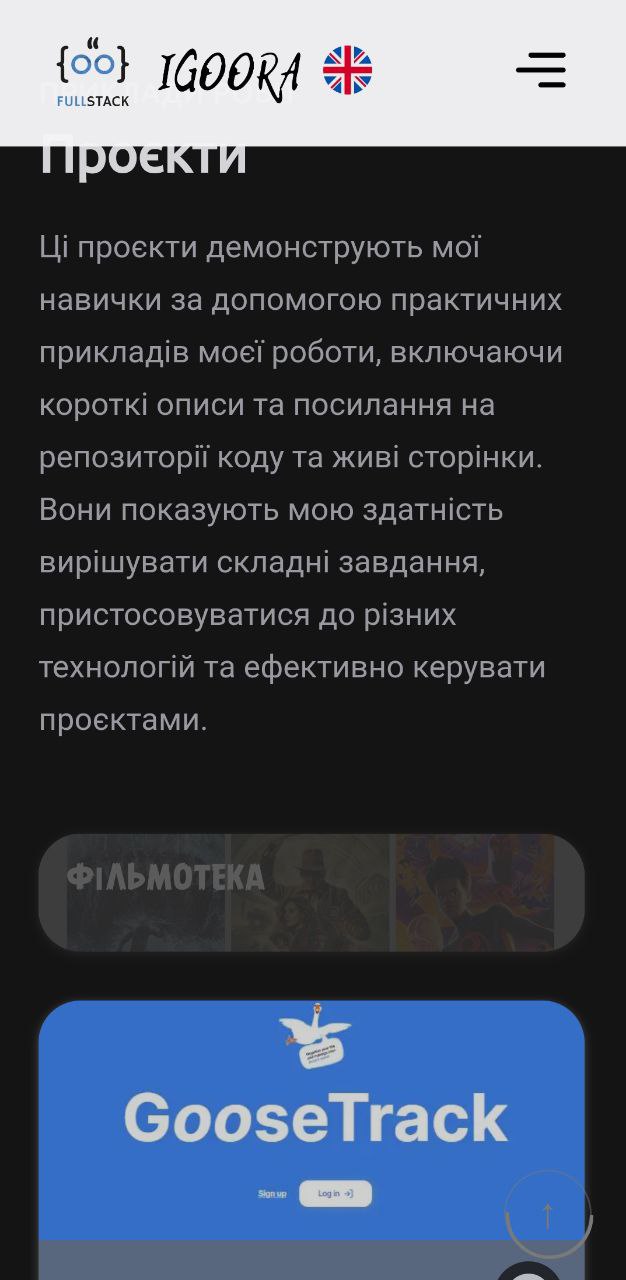 IGOORA
FULLSTACK
Проєкти
Ці проєкти демонструють мої
навички за допомогою практичних
прикладів моєї роботи, включаючи
короткі описи та посилання на
репозиторії коду та живі сторінки.
Вони показують мою здатність
вирішувати складні завдання,
пристосовуватися до різних
технологій та ефективно керувати
проєктами.
ФІЛЬМОТЕКА
GooseTrack
Sign up
Log in